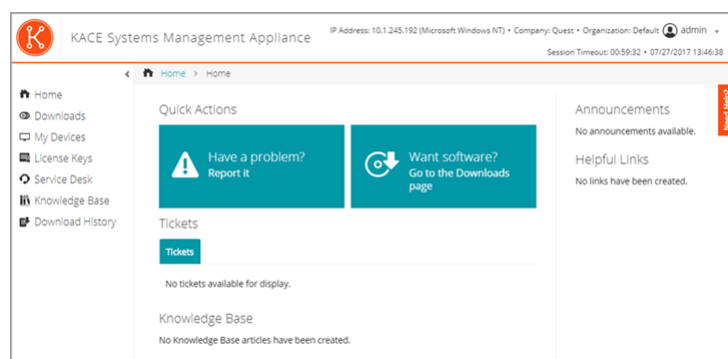 KACE Systems Management Appliance
IP Address: 10.1.245.192 (Microsoft Windows NT) • Company: Quest • Organization: Default admin
Session Timeout: 00:59:32 • 07/27/2017 13:46:38
Home > Home
Need Help?
Home
Downloads
My Devices
License Keys
Service Desk
Knowledge Base
Download History
Quick Actions
Have a problem?
Report it
Want software?
Go to the Downloads
page
Tickets
Tickets
No tickets available for display.
Knowledge Base
No Knowledge Base articles have been created.
Announcements
No announcements available.
Helpful Links
No links have been created.